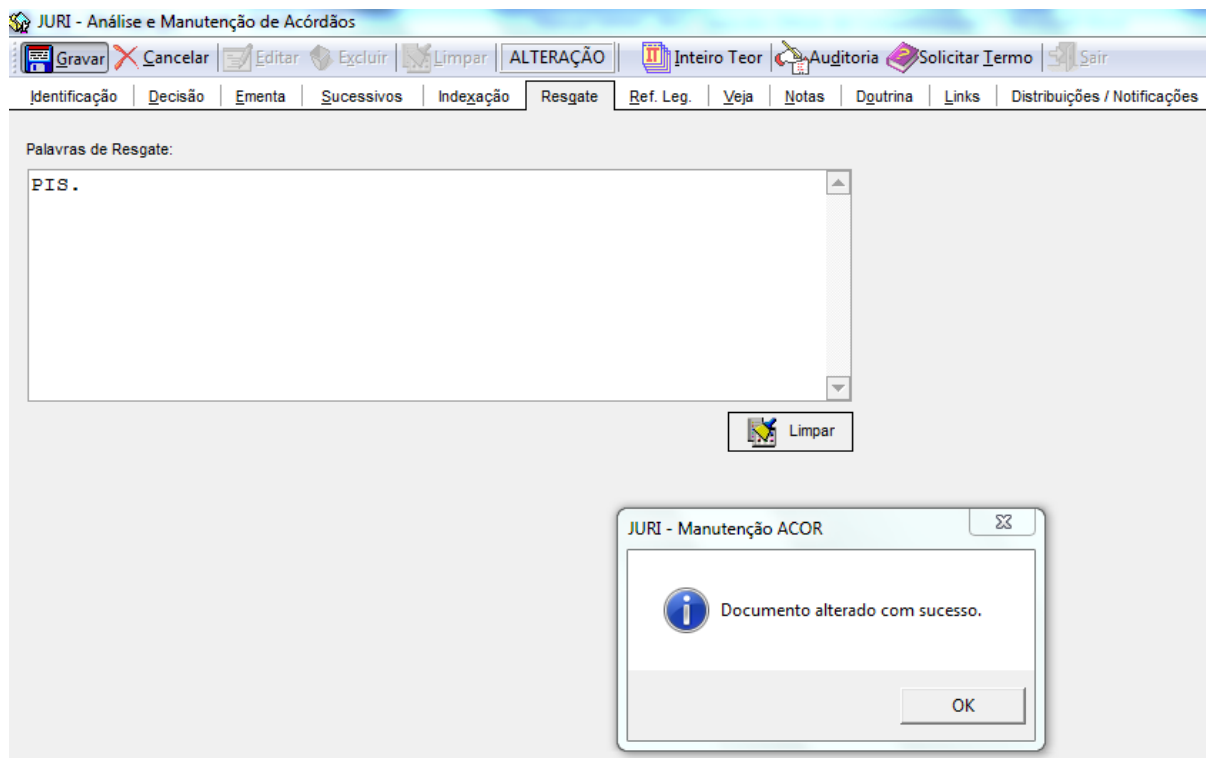 JURI - Análise e Manutenção de Acórdãos
Gravar Cancelar Editar Excluir Limpar ALTERAÇÃO Inteiro Teor Auditoria Solicitar Termo Sair
Identificação Decisão Ementa Sucessivos Indexação Resgate Ref. Leg. Veja Notas Doutrina Links Distribuições / Notificações
Palavras de Resgate:
PIS.
Limpar
JURI - Manutenção ACOR
Documento alterado com sucesso.
OK